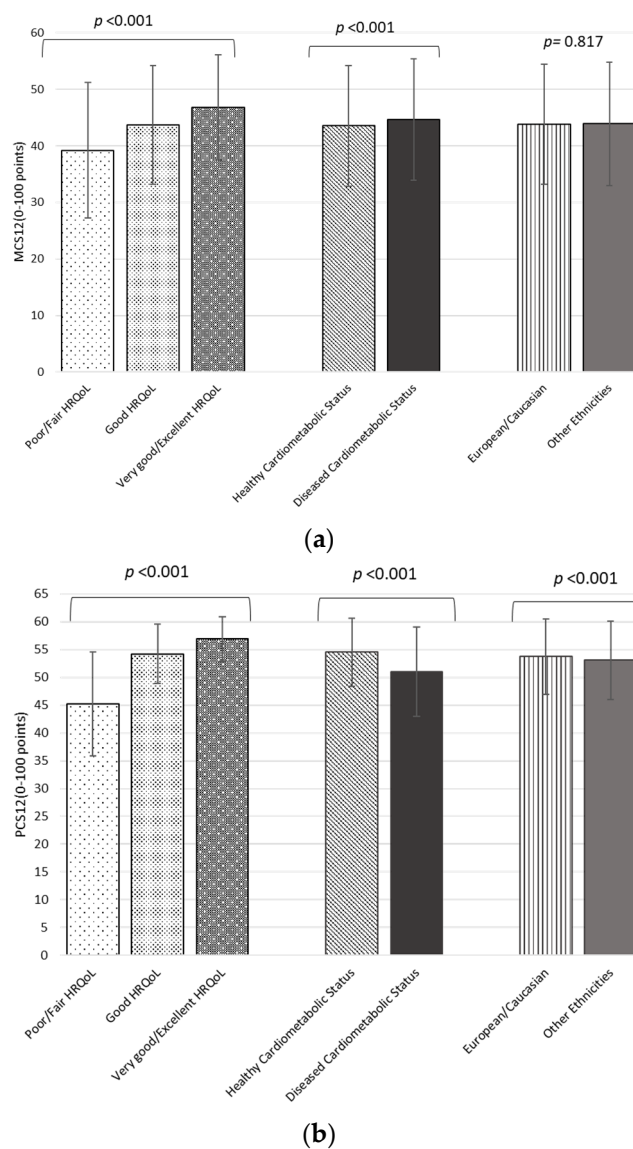 p <0.001
p <0.001
p= 0.817
60
50
40
30
20
10
0
MCS12(0-100 points)
Poor/Fair HRQoL
Good HRQoL
Very good/Excellent HRQoL
Healthy Cardiometabolic Status
Diseased Cardiometabolic Status
European/Caucasian
Other Ethnicities
(a)
p <0.001
p <0.001
p <0.001
65
60
55
50
45
40
35
30
25
20
15
10
5
0
PCS12(0-100 points)
Poor/Fair HRQoL
Good HRQoL
Very good/Excellent HRQoL
Healthy Cardiometabolic Status
Diseased Cardiometabolic Status
European/Caucasian
Other Ethnicities
(b)